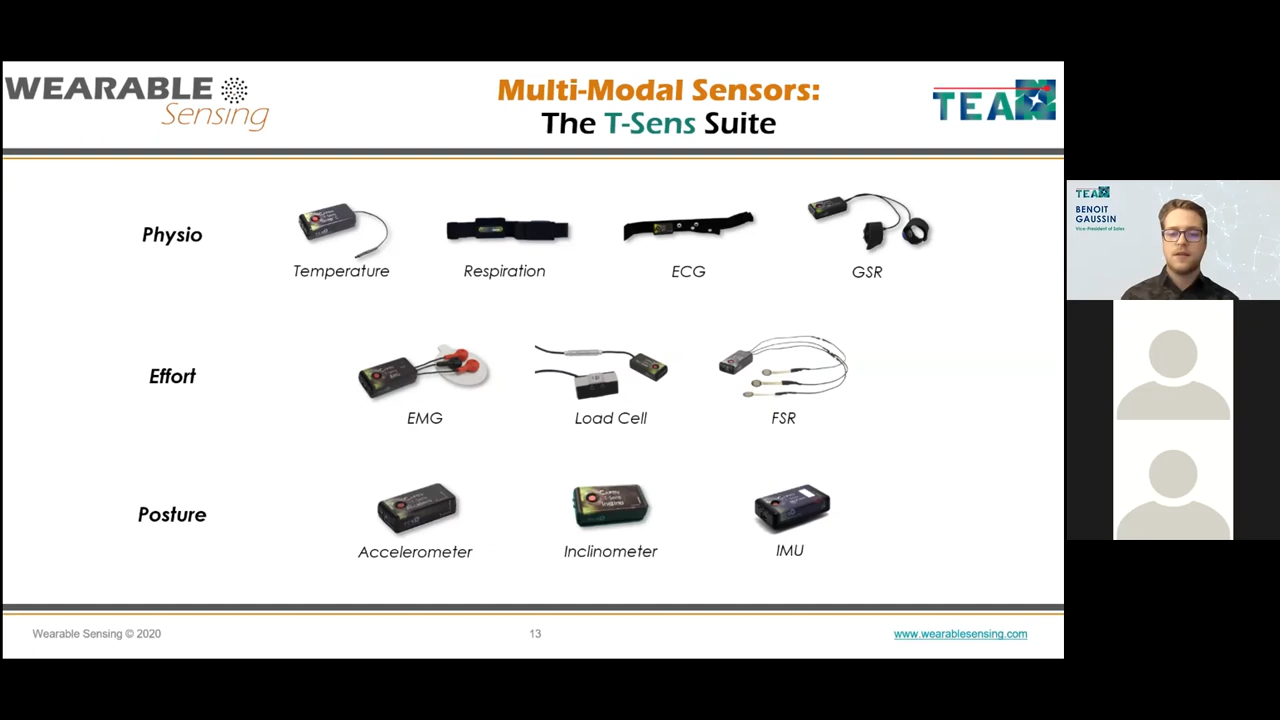 WEARABLE
Sensing
Multi-Modal Sensors:
The T-Sens Suite
TEA
Physio
Temperature
Respiration
ECG
GSR
Effort
EMG
Load Cell
FSR
Posture
Accelerometer
Inclinometer
IMU
Wearable Sensing © 2020
13
www.wearablesensing.com
TEA
BENOIT
GAUSSIN
Vice-President of Sales